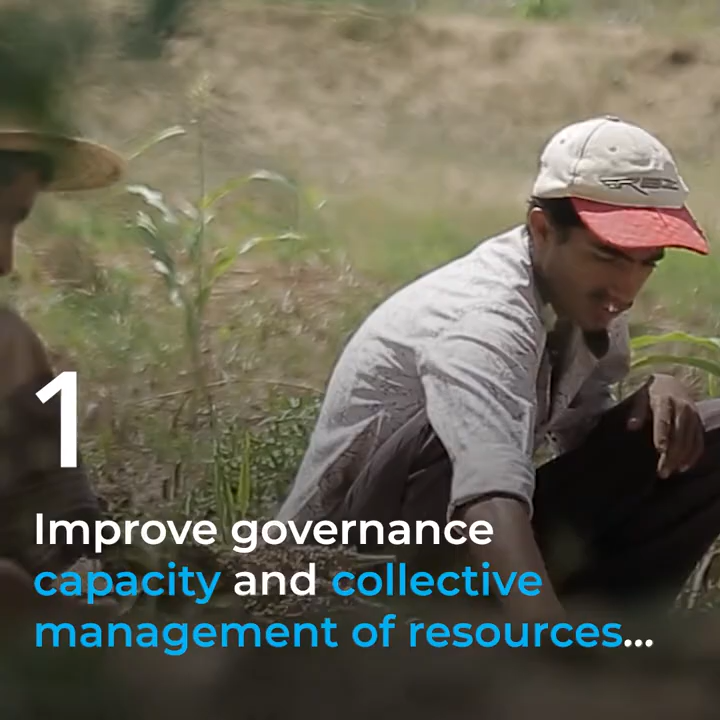 1
Improve governance
capacity and collective
management of resources...